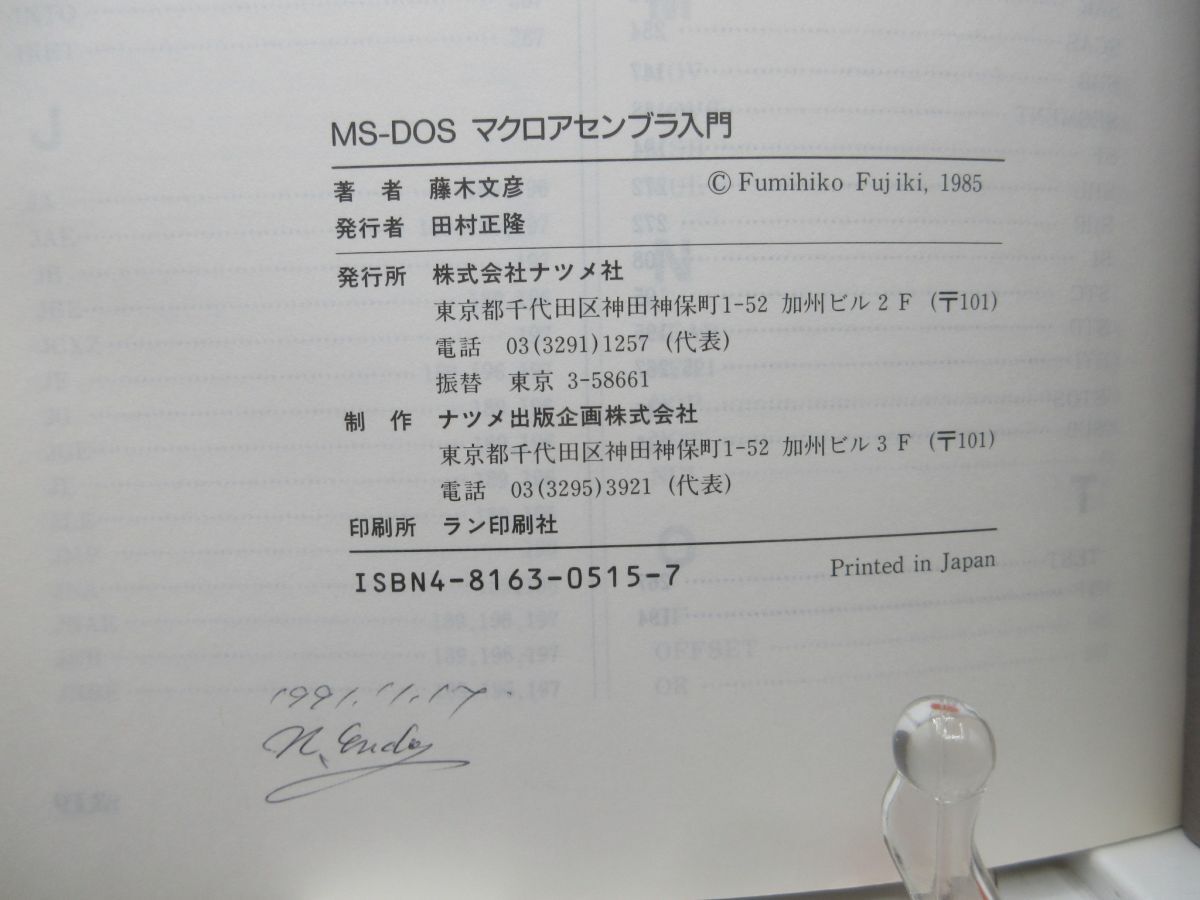 MS-DOS マクロアセンブラ入門
著 者 藤木文彦 © Fumihiko Fujiki, 1985
発行者 田村正隆
発行所 株式会社ナツメ社
東京都千代田区神田神保町1-52 加州ビル2F (〒101)
電話 03(3291)1257 (代表)
振替 東京 3-58661
制 作 ナツメ出版企画株式会社
東京都千代田区神田神保町1-52 加州ビル3F (〒101)
電話 03(3295)3921 (代表)
印刷所 ラン印刷社
ISBN4-8163-0515-7 Printed in Japan
OFFSET
OR
1991.11.17.
N. Endo